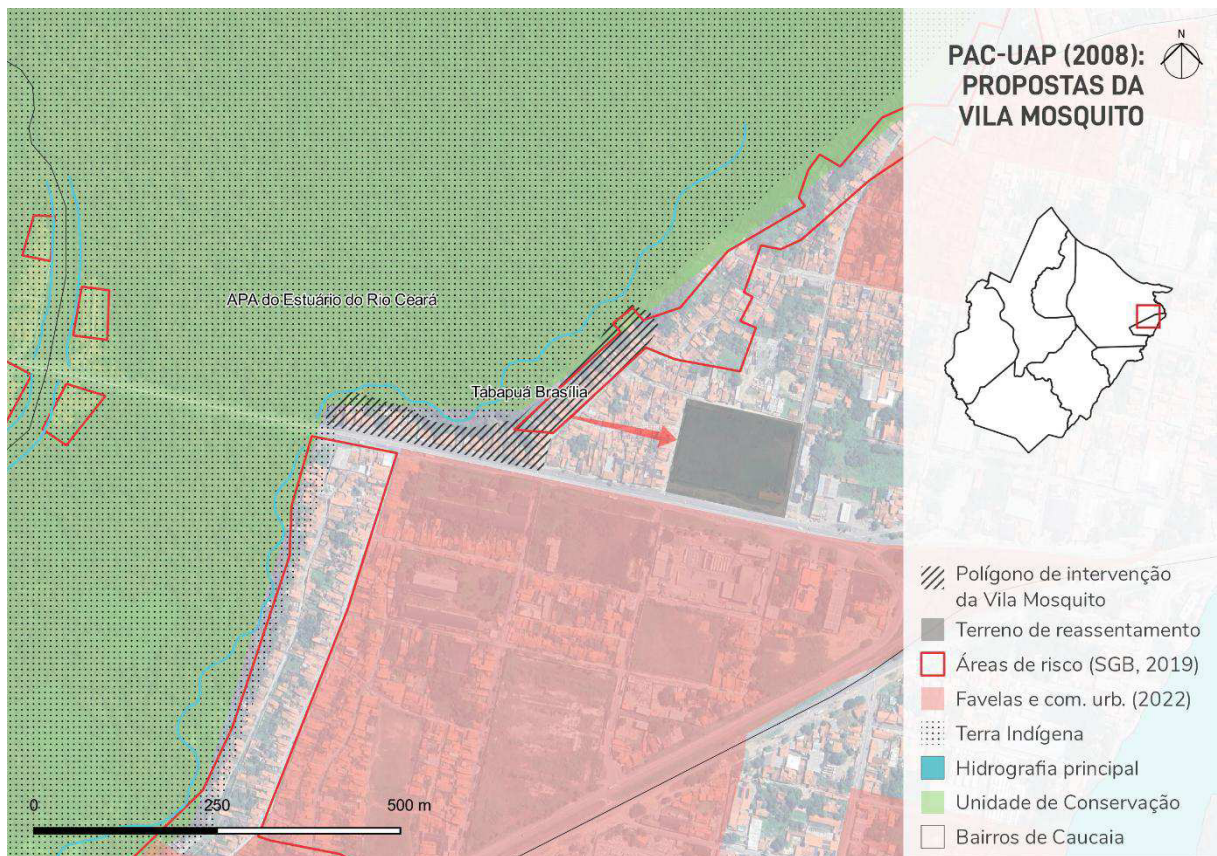 PAC-UAP (2008):
PROPOSTAS DA
VILA MOSQUITO
N
APA do Estuário do Rio Ceará
Tabapuá Brasília
0
250
500 m
Polígono de intervenção
da Vila Mosquito
Terreno de reassentamento
Áreas de risco (SGB, 2019)
Favelas e com. urb. (2022)
Terra Indígena
Hidrografia principal
Unidade de Conservação
Bairros de Caucaia